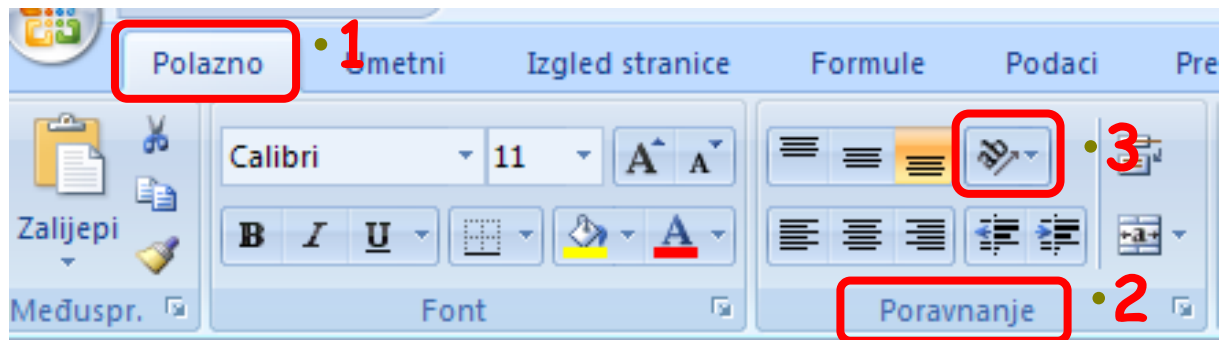 Polazno • 1 Umetni Izgled stranice Formule Podaci Pre
Calibri 11 A A • 3
Zalijepi B I U A a
Međuspr. Font Poravnanje • 2